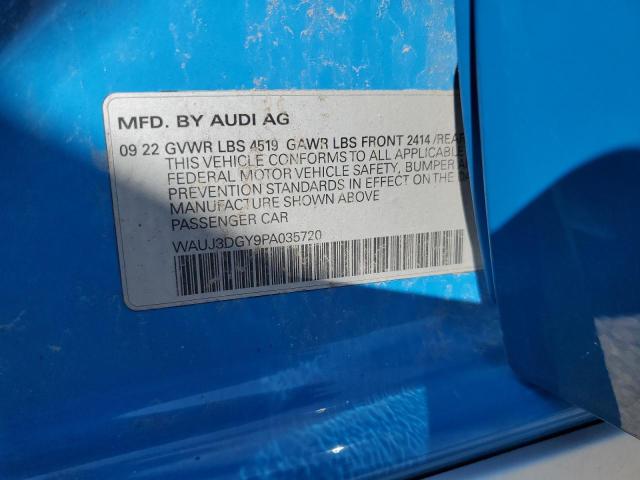 MFD. BY AUDI AG
09 22 GVWR LBS 4519 GAWR LBS FRONT 2414 /REAR
THIS VEHICLE CONFORMS TO ALL APPLICABLE
FEDERAL MOTOR VEHICLE SAFETY, BUMPER
PREVENTION STANDARDS IN EFFECT ON THE
MANUFACTURE SHOWN ABOVE
PASSENGER CAR
WAUJ3DGY9PA035720